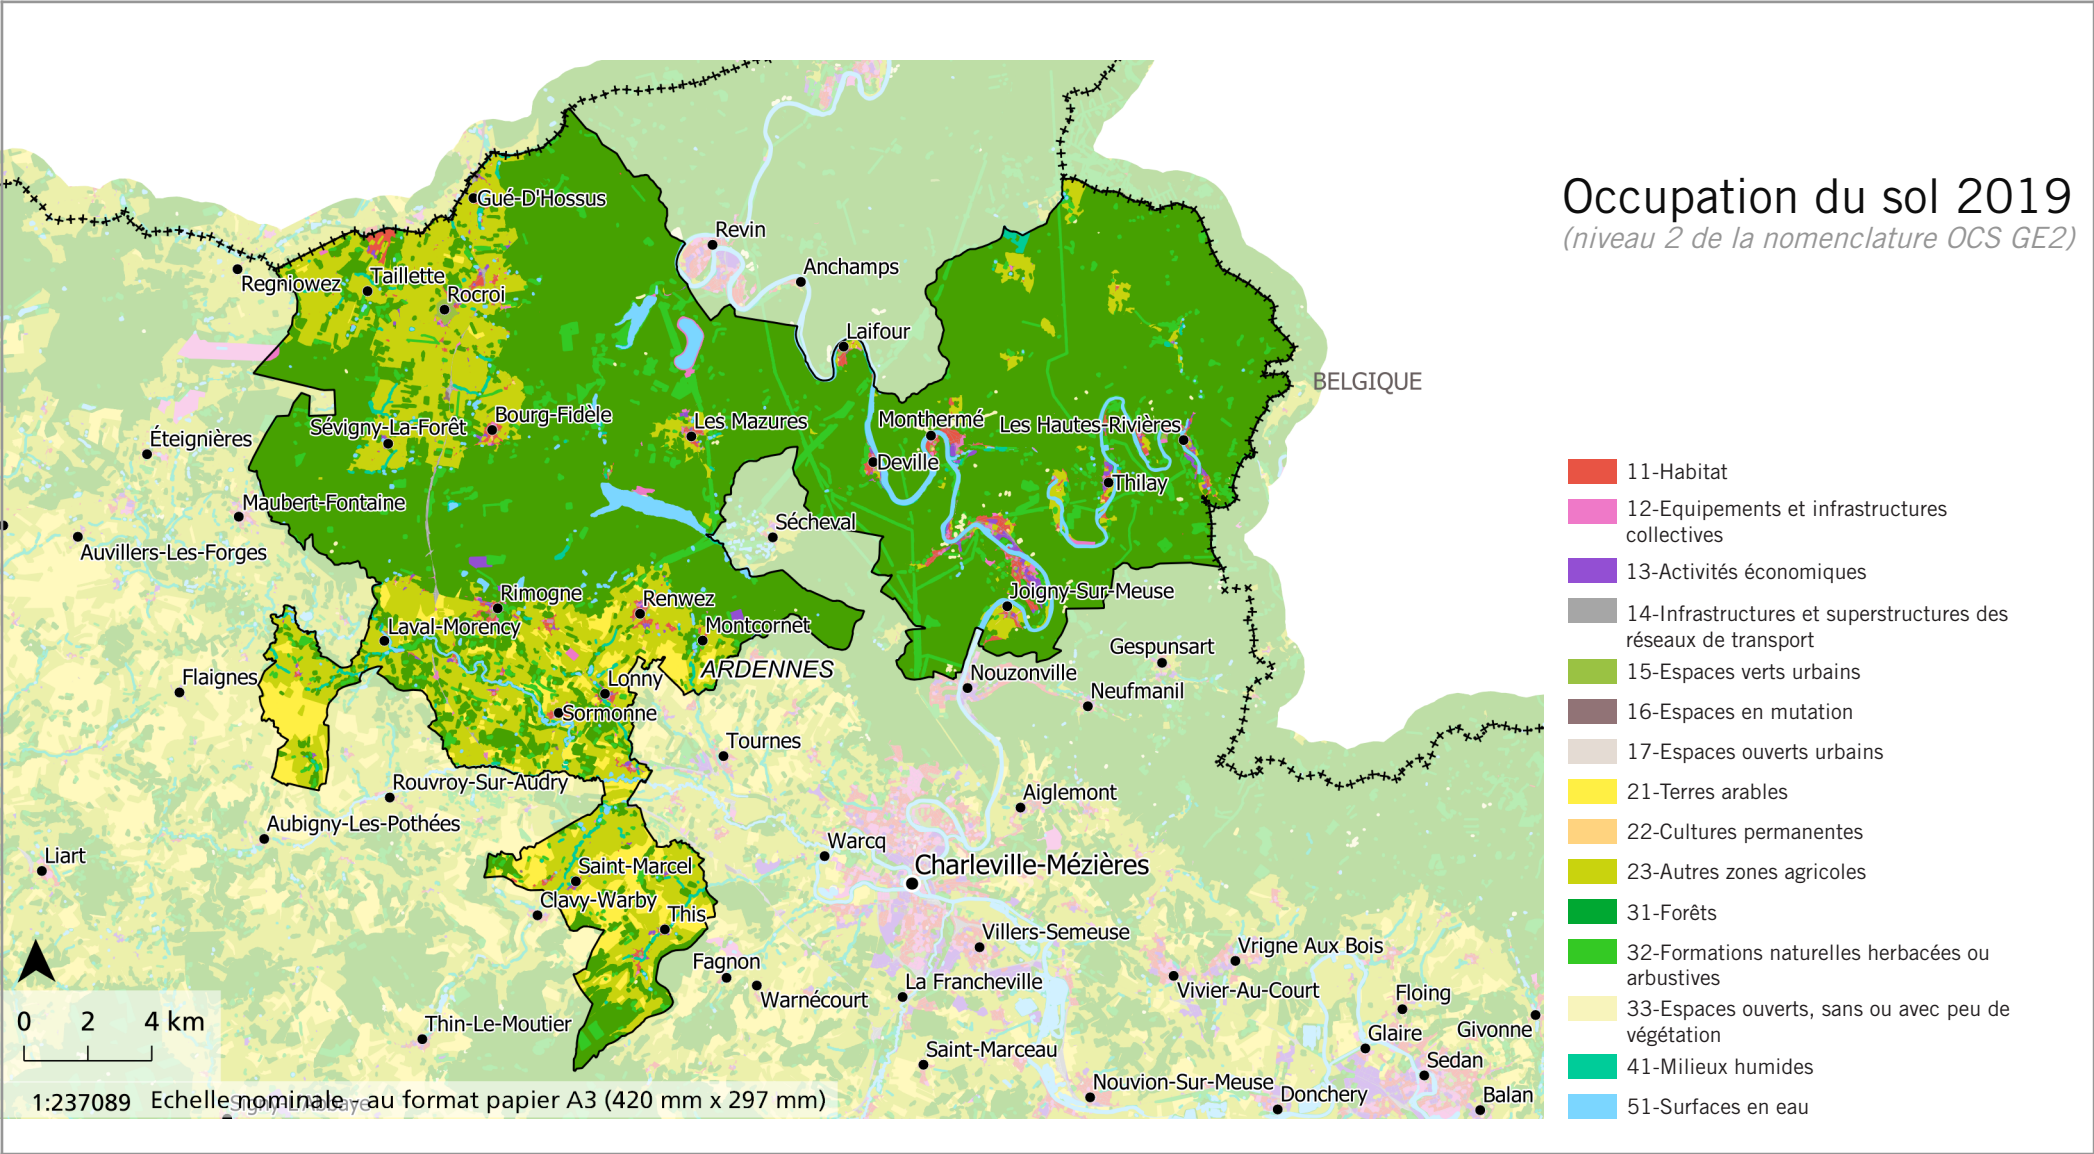 Occupation du sol 2019
(niveau 2 de la nomenclature OCS GE2)
Gué-D'Hossus
Revin
Regniowez
Taillette
Anchamps
Rocroi
Laifour
BELGIQUE
Sévigny-La-Forêt
Bourg-Fidèle
Les Mazures
Monthermé
Les Hautes-Rivières
Éteignières
Deville
Thilay
Maubert-Fontaine
Sécheval
Auvillers-Les-Forges
Rimogne
Renwez
Joigny-Sur-Meuse
Laval-Morency
Montcornet
Gespunsart
ARDENNES
Flaignes
Lonny
Nouzonville
Neufmanil
Sormonne
Tournes
Rouvroy-Sur-Audry
Aiglemont
Aubigny-Les-Pothées
Warcq
Liart
Saint-Marcel
Charleville-Mézières
Clavy-Warby
This
Villers-Semeuse
Vrigne Aux Bois
Fagnon
La Francheville
Vivier-Au-Court
Warnécourt
Floing
Thin-Le-Moutier
Glaire
Givonne
Saint-Marceau
Sedan
Nouvion-Sur-Meuse
Donchery
Balan
Signy-L'Abbaye
0 2 4 km
1:237089 Echelle nominale - au format papier A3 (420 mm x 297 mm)
11-Habitat
12-Equipements et infrastructures
collectives
13-Activités économiques
14-Infrastructures et superstructures des
réseaux de transport
15-Espaces verts urbains
16-Espaces en mutation
17-Espaces ouverts urbains
21-Terres arables
22-Cultures permanentes
23-Autres zones agricoles
31-Forêts
32-Formations naturelles herbacées ou
arbustives
33-Espaces ouverts, sans ou avec peu de
végétation
41-Milieux humides
51-Surfaces en eau